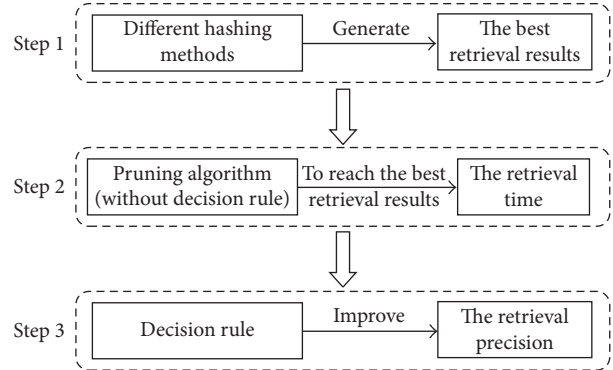 Step 1
Different hashing
methods
Generate
The best
retrieval results
Step 2
Pruning algorithm
(without decision rule)
To reach the best
retrieval results
The retrieval
time
Step 3
Decision rule
Improve
The retrieval
precision